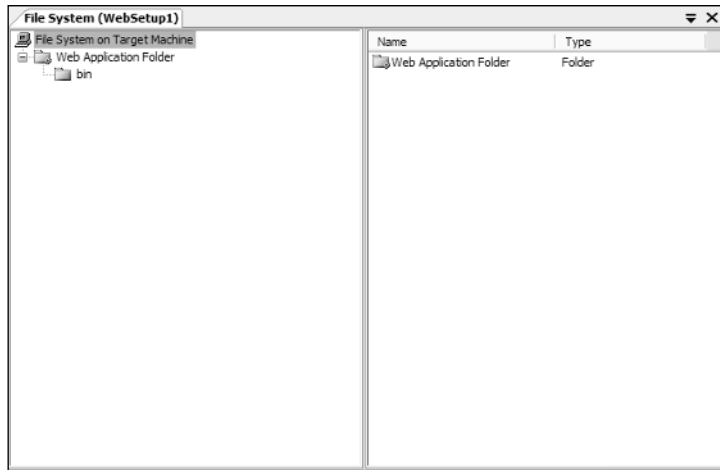 File System (WebSetup1)
File System on Target Machine
Web Application Folder
bin
Name Type
Web Application Folder Folder